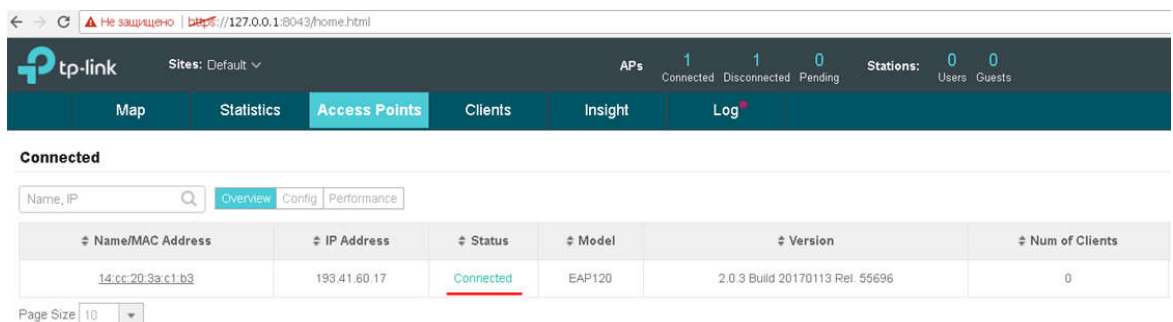 Не защищено | https://127.0.0.1:8043/home.html
tp-link Sites: Default APs 1 1 0 Stations: 0 0
Connected Disconnected Pending Users Guests
Map Statistics Access Points Clients Insight Log
Connected
Name, IP Overview Config Performance
Name/MAC Address IP Address Status Model Version Num of Clients
14:cc:20:3a:c1:b3 193.41.60.17 Connected EAP120 2.0.3 Build 20170113 Rel. 55696 0
Page Size 10